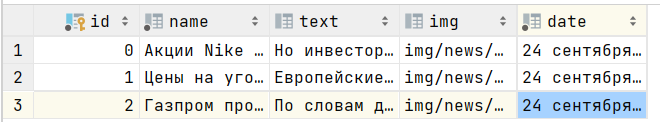 id name text img date
1 0 Акции Nike … Но инвестор… img/news/… 24 сентября…
2 1 Цены на уго… Европейские… img/news/… 24 сентября…
3 2 Газпром про… По словам д… img/news/… 24 сентября…